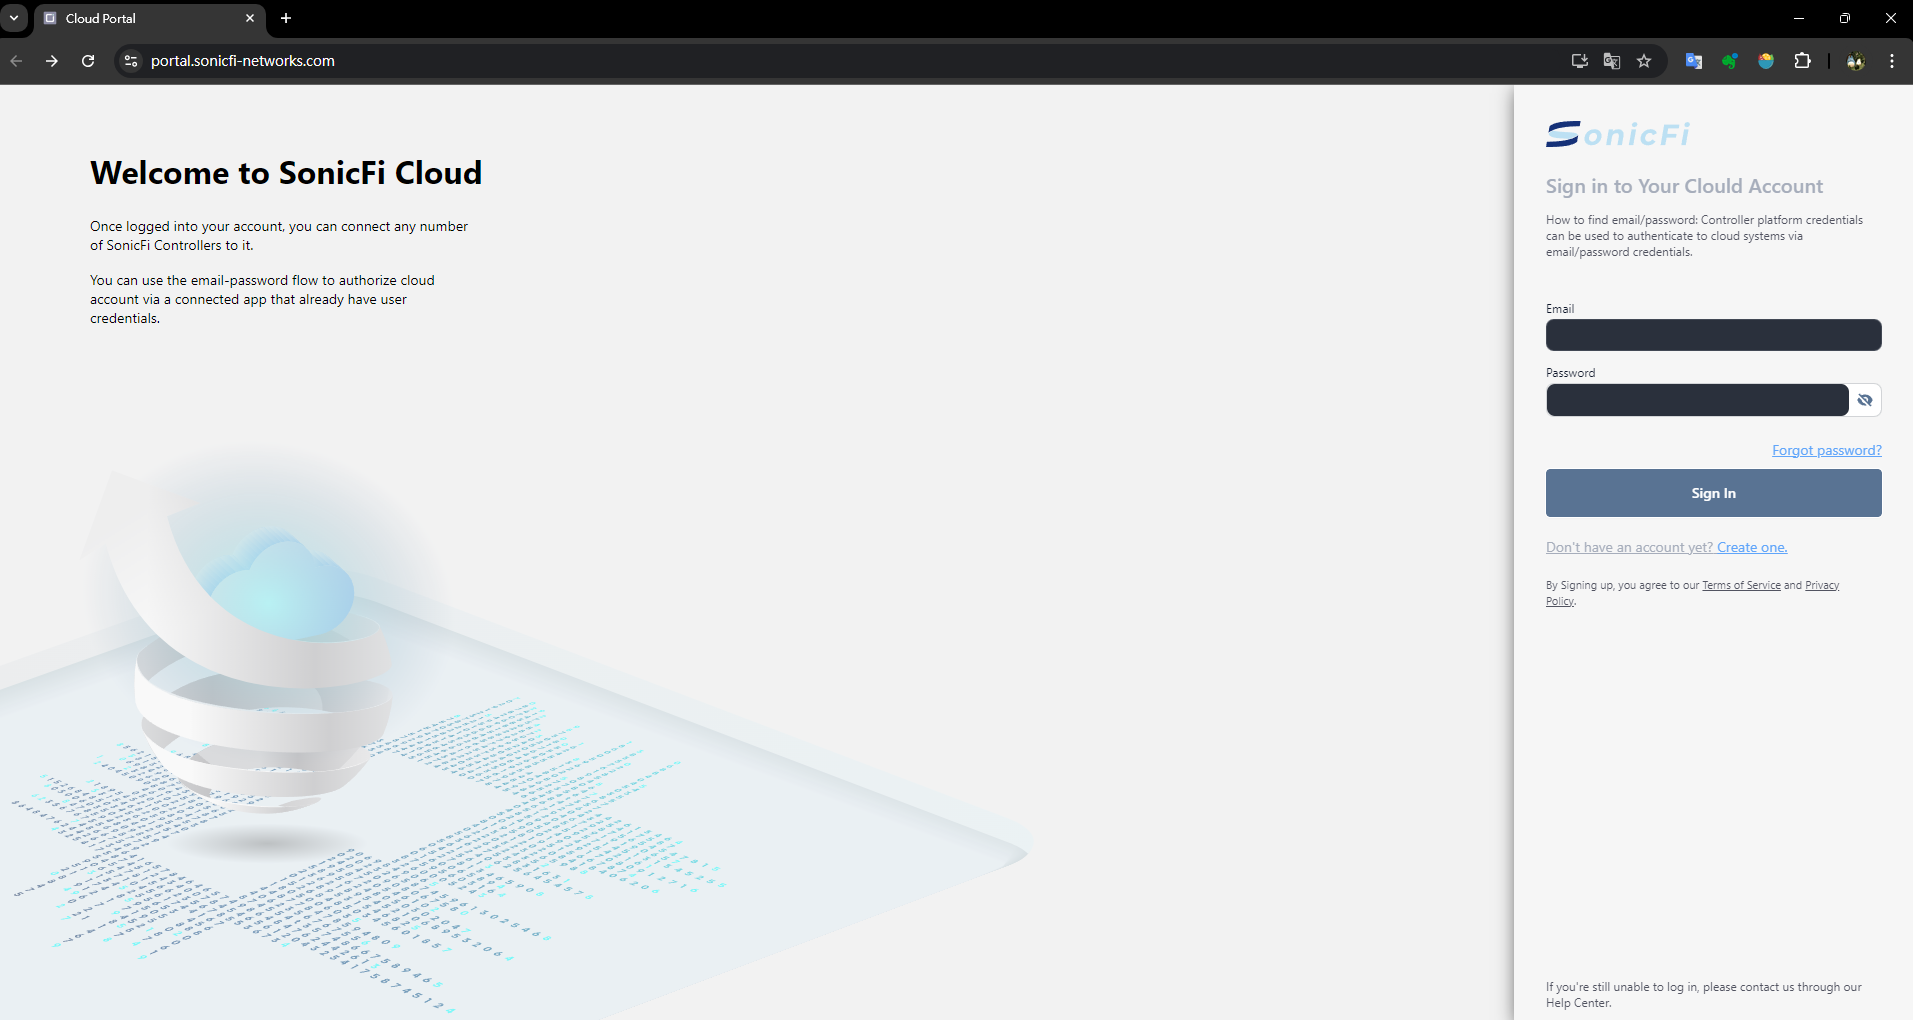 Cloud Portal
portal.sonicfi-networks.com
Welcome to SonicFi Cloud
Once logged into your account, you can connect any number
of SonicFi Controllers to it.
You can use the email-password flow to authorize cloud
account via a connected app that already have user
credentials.
SonicFi
Sign in to Your Clould Account
How to find email/password: Controller platform credentials
can be used to authenticate to cloud systems via
email/password credentials.
Email
Password
Forgot password?
Sign In
Don't have an account yet? Create one.
By Signing up, you agree to our Terms of Service and Privacy
Policy.
If you're still unable to log in, please contact us through our
Help Center.